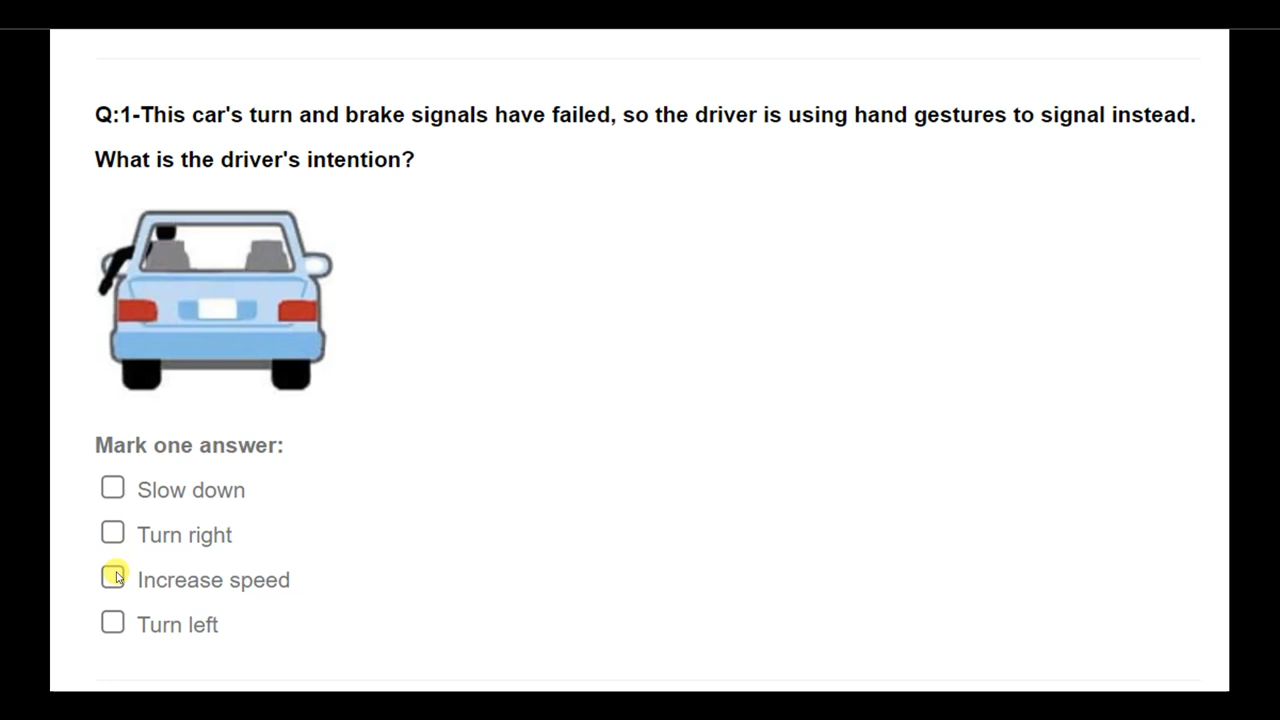 Q:1-This car's turn and brake signals have failed, so the driver is using hand gestures to signal instead.
What is the driver's intention?
Mark one answer:
Slow down
Turn right
Increase speed
Turn left